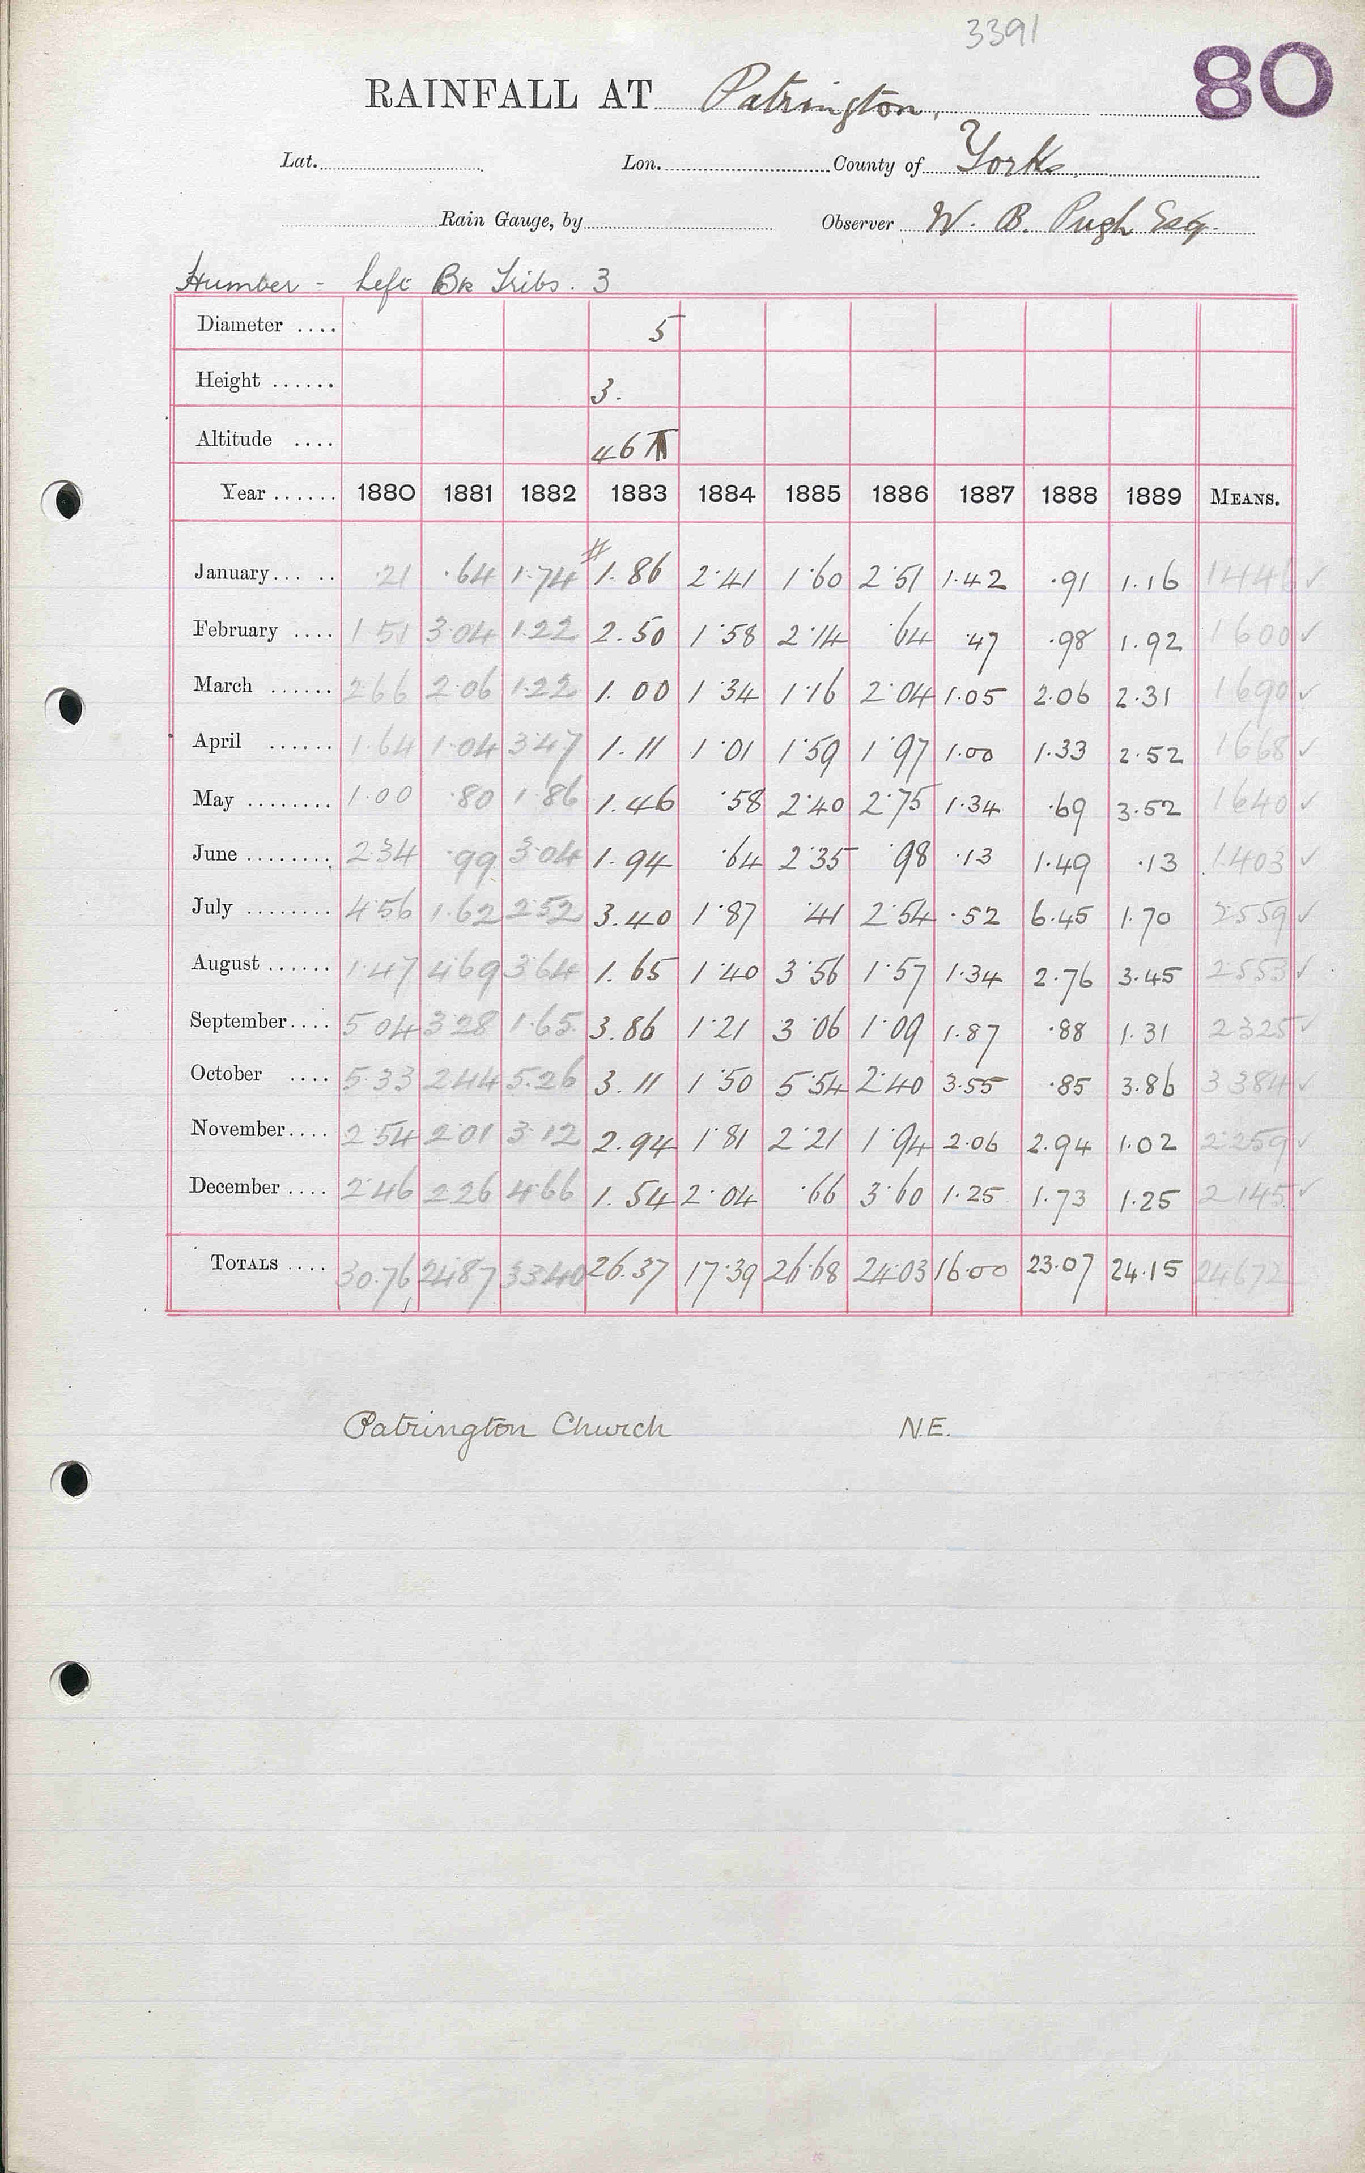 3391
80
RAINFALL AT Patrington.
Lat. Lon. County of York
Rain Gauge, by Observer W. B. Pugh Esq.
Humber - Left Bk Tribs. 3
Diameter .... 5
Height ...... 3.
Altitude .... 46
Year ...... 1880 1881 1882 1883 1884 1885 1886 1887 1888 1889 MEANS.
January... .. .21 .64 1.74 # 1.86 2.41 1.60 2.51 1.42 .91 1.16 1446 ✓
February .... 1 51 3.04 1.22 2.50 1.58 2.14 .64 .47 .98 1.92 1 600 ✓
March ...... 2.66 2.06 1.22 1.00 1.34 1.16 2.04 1.05 2.06 2.31 1690 ✓
April ...... 1.64 1.04 3.47 1.11 1.01 1.59 1.97 1.00 1.33 2.52 1668 ✓
May ........ 1.00 .80 1.86 1.46 .58 2.40 2.75 1.34 .69 3.52 1640 ✓
June ........ 2.34 .99 3.04 1.94 .64 2.35 .98 .13 1.49 .13 1.403 ✓
July ........ 4.56 1.62 2.52 3.40 1.87 .41 2.54 .52 6.45 1.70 2.559 ✓
August ...... 1.47 4.69 3.64 1.65 1.40 3.56 1.57 1.34 2.76 3.45 2.553 ✓
September.... 5 04 3.28 1.65 3.86 1.21 3.06 1.09 1.87 .88 1.31 2325 ✓
October .... 5.33 2.44 5.26 3.11 1.50 5.54 2.40 3.55 .85 3.86 3 384 ✓
November.... 2.54 2.01 3.12 2.94 1.81 2.21 1.94 2.06 2.94 1.02 2.259 ✓
December .... 2.46 2.26 4.66 1.54 2.04 .66 3.60 1.25 1.73 1.25 2 145 ✓
TOTALS .... 30.76 24.87 33.40 26.37 17.39 26.68 24.03 16.00 23.07 24.15 24672
Patrington Church N.E.